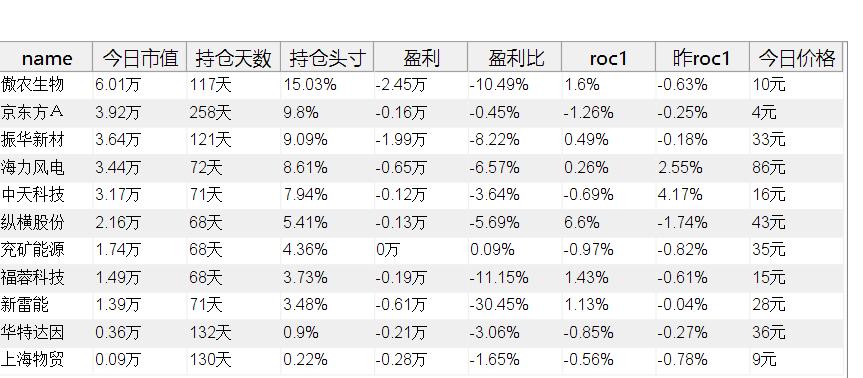 name 今日市值 持仓天数 持仓头寸 盈利 盈利比 roc1 昨roc1 今日价格
傲农生物 6.01万 117天 15.03% -2.45万 -10.49% 1.6% -0.63% 10元
京东方A 3.92万 258天 9.8% -0.16万 -0.45% -1.26% -0.25% 4元
振华新材 3.64万 121天 9.09% -1.99万 -8.22% 0.49% -0.18% 33元
海力风电 3.44万 72天 8.61% -0.65万 -6.57% 0.26% 2.55% 86元
中天科技 3.17万 71天 7.94% -0.12万 -3.64% -0.69% 4.17% 16元
纵横股份 2.16万 68天 5.41% -0.13万 -5.69% 6.6% -1.74% 43元
兖矿能源 1.74万 68天 4.36% 0万 0.09% -0.97% -0.82% 35元
福蓉科技 1.49万 68天 3.73% -0.19万 -11.15% 1.43% -0.61% 15元
新雷能 1.39万 71天 3.48% -0.61万 -30.45% 1.13% -0.04% 28元
华特达因 0.36万 132天 0.9% -0.21万 -3.06% -0.85% -0.27% 36元
上海物贸 0.09万 130天 0.22% -0.28万 -1.65% -0.56% -0.78% 9元